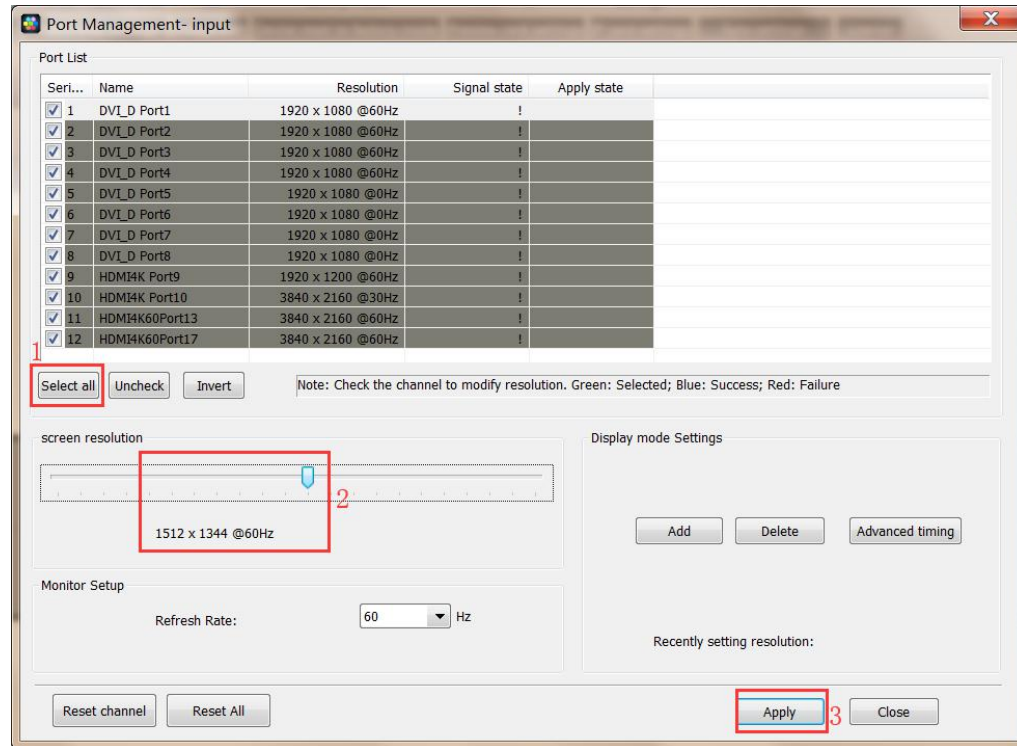 Port Management- input
Port List
Seri... Name Resolution Signal state Apply state
1 DVI_D Port1 1920 x 1080 @60Hz !
2 DVI_D Port2 1920 x 1080 @60Hz !
3 DVI_D Port3 1920 x 1080 @60Hz !
4 DVI_D Port4 1920 x 1080 @60Hz !
5 DVI_D Port5 1920 x 1080 @0Hz !
6 DVI_D Port6 1920 x 1080 @0Hz !
7 DVI_D Port7 1920 x 1080 @0Hz !
8 DVI_D Port8 1920 x 1080 @0Hz !
9 HDMI4K Port9 1920 x 1200 @60Hz !
10 HDMI4K Port10 3840 x 2160 @30Hz !
11 HDMI4K60Port13 3840 x 2160 @60Hz !
12 HDMI4K60Port17 3840 x 2160 @60Hz !
1
Select all Uncheck Invert Note: Check the channel to modify resolution. Green: Selected; Blue: Success; Red: Failure
screen resolution Display mode Settings
2
1512 x 1344 @60Hz Add Delete Advanced timing
Monitor Setup
Refresh Rate: 60 Hz
Recently setting resolution:
Reset channel Reset All Apply 3 Close